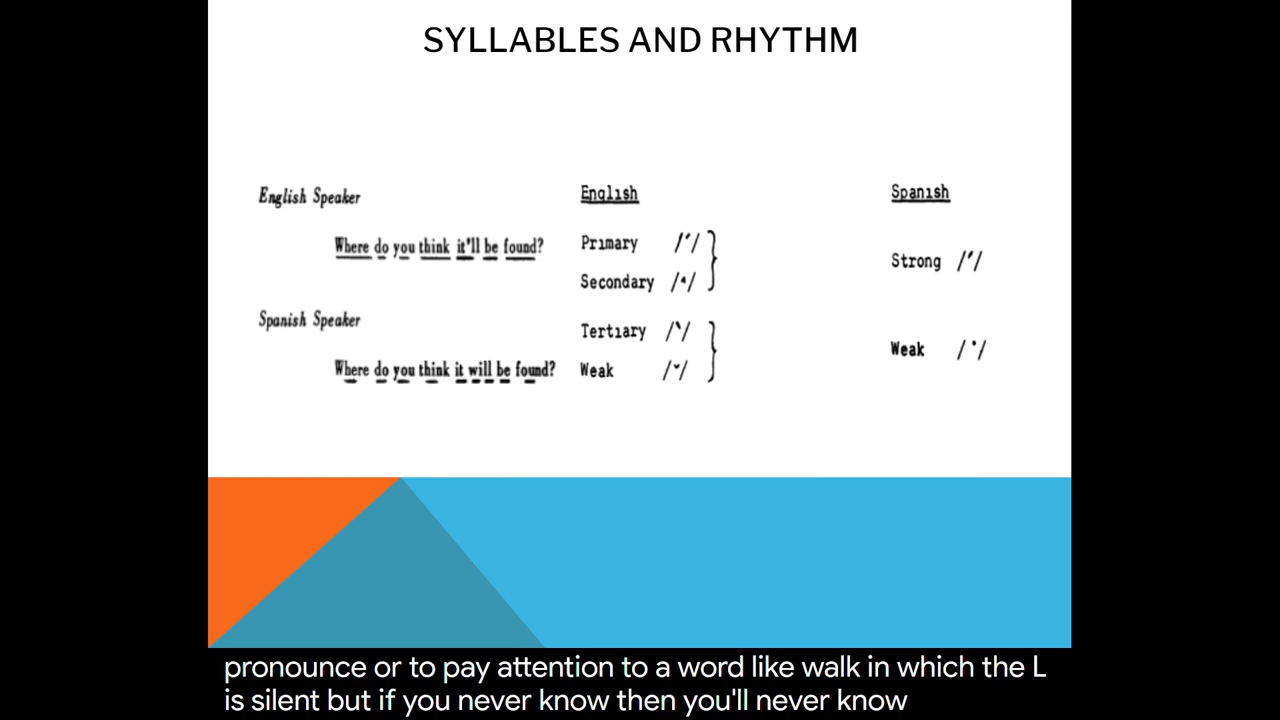 SYLLABLES AND RHYTHM
English Speaker
Where do you think it'll be found?
Spanish Speaker
Where do you think it will be found?
English
Primary /´/
Secondary /^/
Tertiary /`/
Weak /˘/
Spanish
Strong /´/
Weak /˘/
pronounce or to pay attention to a word like walk in which the L
is silent but if you never know then you'll never know